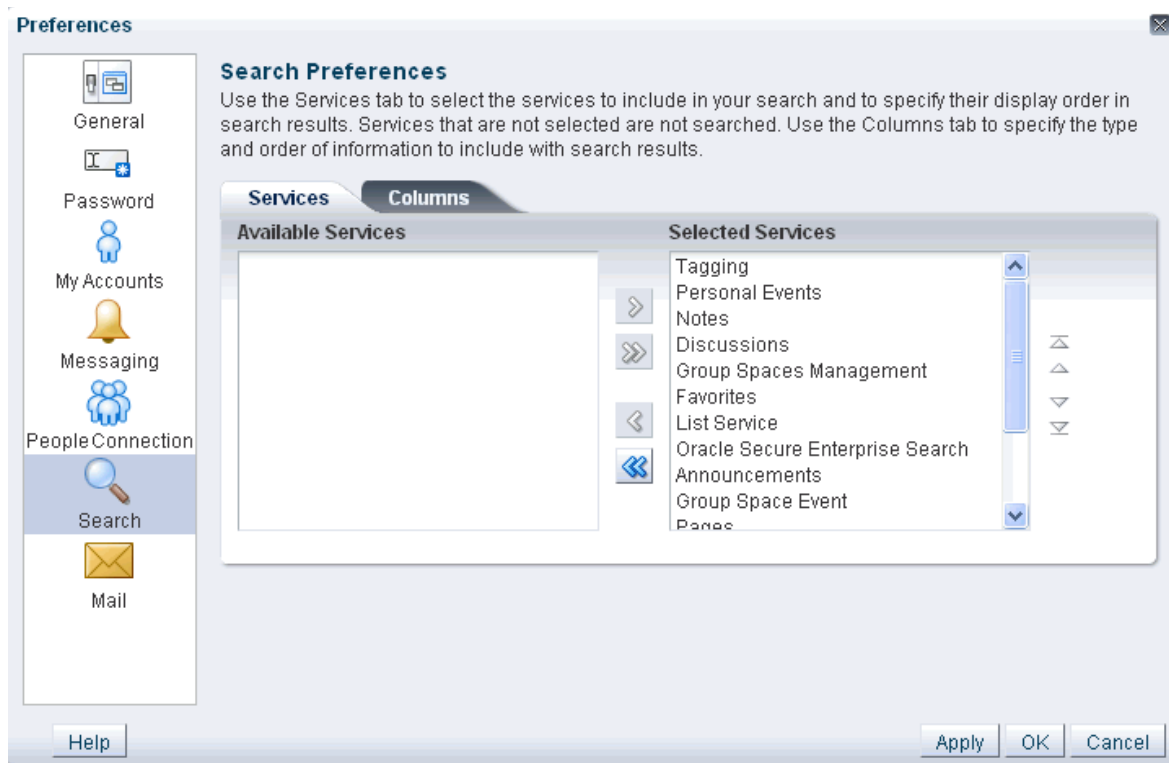 Preferences
General
Password
My Accounts
Messaging
People Connection
Search
Mail
Search Preferences
Use the Services tab to select the services to include in your search and to specify their display order in
search results. Services that are not selected are not searched. Use the Columns tab to specify the type
and order of information to include with search results.
Services
Columns
Available Services
Selected Services
Tagging
Personal Events
Notes
Discussions
Group Spaces Management
Favorites
List Service
Oracle Secure Enterprise Search
Announcements
Group Space Event
Pages
Help
Apply
OK
Cancel